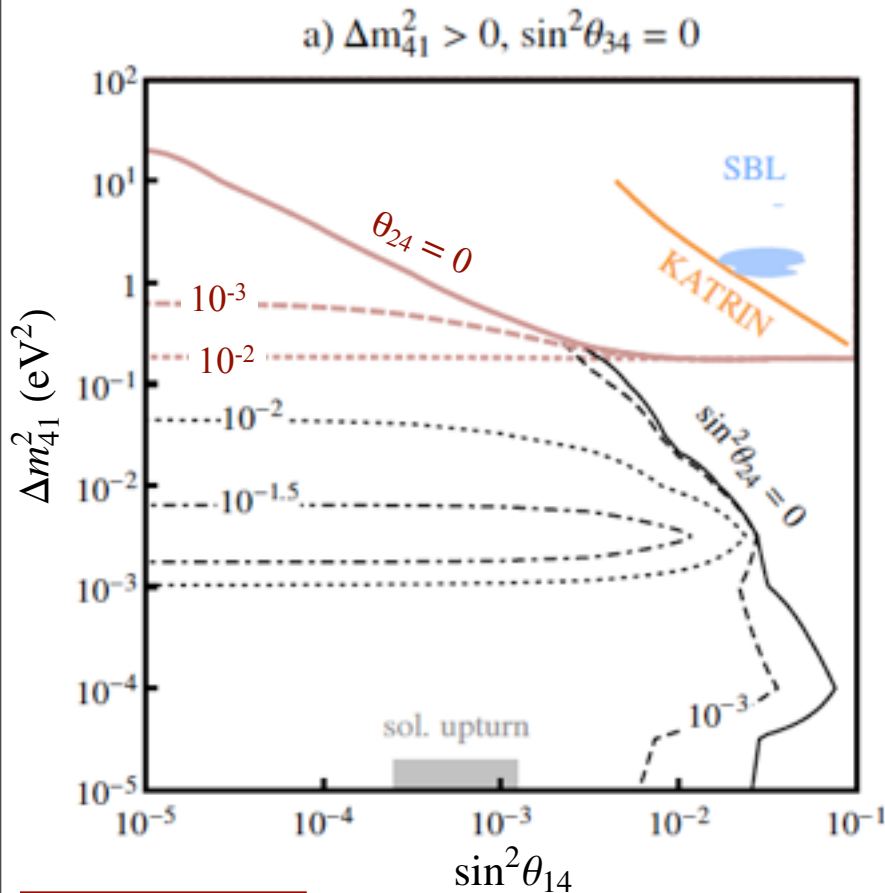 a) Δm²₄₁ > 0, sin²θ₃₄ = 0
10²
10¹
1
10⁻¹
10⁻²
10⁻³
10⁻⁴
10⁻⁵
Δm²₄₁ (eV²)
SBL
KATRIN
θ₂₄ = 0
10⁻³
10⁻²
10⁻²
10⁻¹·⁵
sin²θ₂₄ = 0
10⁻³
sol. upturn
10⁻⁵ 10⁻⁴ 10⁻³ 10⁻² 10⁻¹
sin²θ₁₄